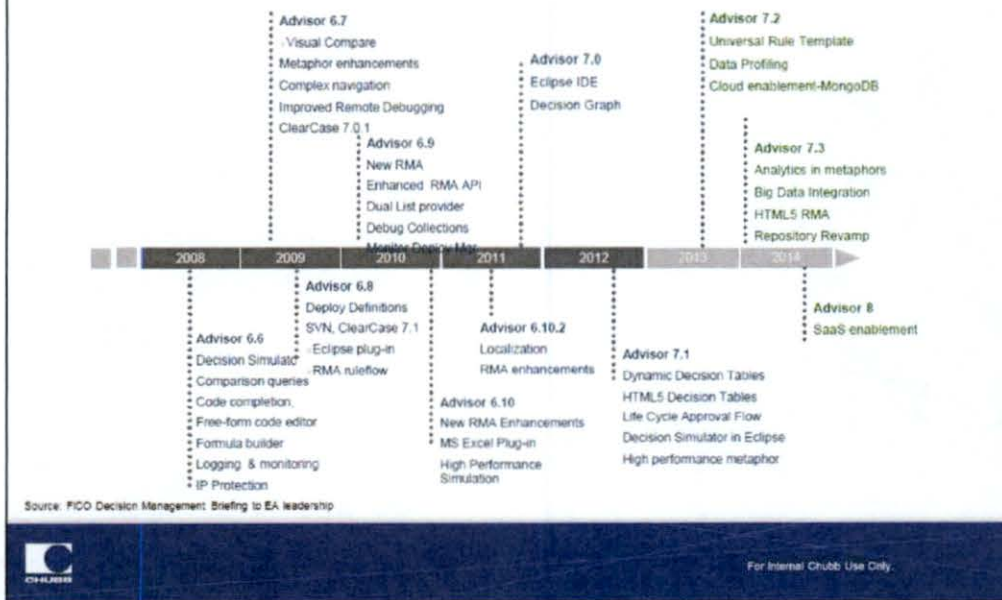 Advisor 6.7
-Visual Compare
Metaphor enhancements
Complex navigation
Improved Remote Debugging
ClearCase 7.0.1
Advisor 6.9
New RMA
Enhanced RMA API
Dual List provider
Debug Collections
Monitor Deploy Mgr
Advisor 7.0
Eclipse IDE
Decision Graph
Advisor 7.2
Universal Rule Template
Data Profiling
Cloud enablement-MongoDB
Advisor 7.3
Analytics in metaphors
Big Data Integration
HTML5 RMA
Repository Revamp
2008 2009 2010 2011 2012 2013 2014
Advisor 6.6
Decision Simulato
Comparison queries
Code completion,
Free-form code editor
Formula builder
Logging & monitoring
IP Protection
Advisor 6.8
Deploy Definitions
SVN, ClearCase 7.1
-Eclipse plug-in
-RMA ruleflow
Advisor 6.10
New RMA Enhancements
MS Excel Plug-in
High Performance
Simulation
Advisor 6.10.2
Localization
RMA enhancements
Advisor 7.1
Dynamic Decision Tables
HTML5 Decision Tables
Life Cycle Approval Flow
Decision Simulator in Eclipse
High performance metaphor
Advisor 8
SaaS enablement
Source: FICO Decision Management Briefing to EA leadership
CHUBB
For Internal Chubb Use Only.